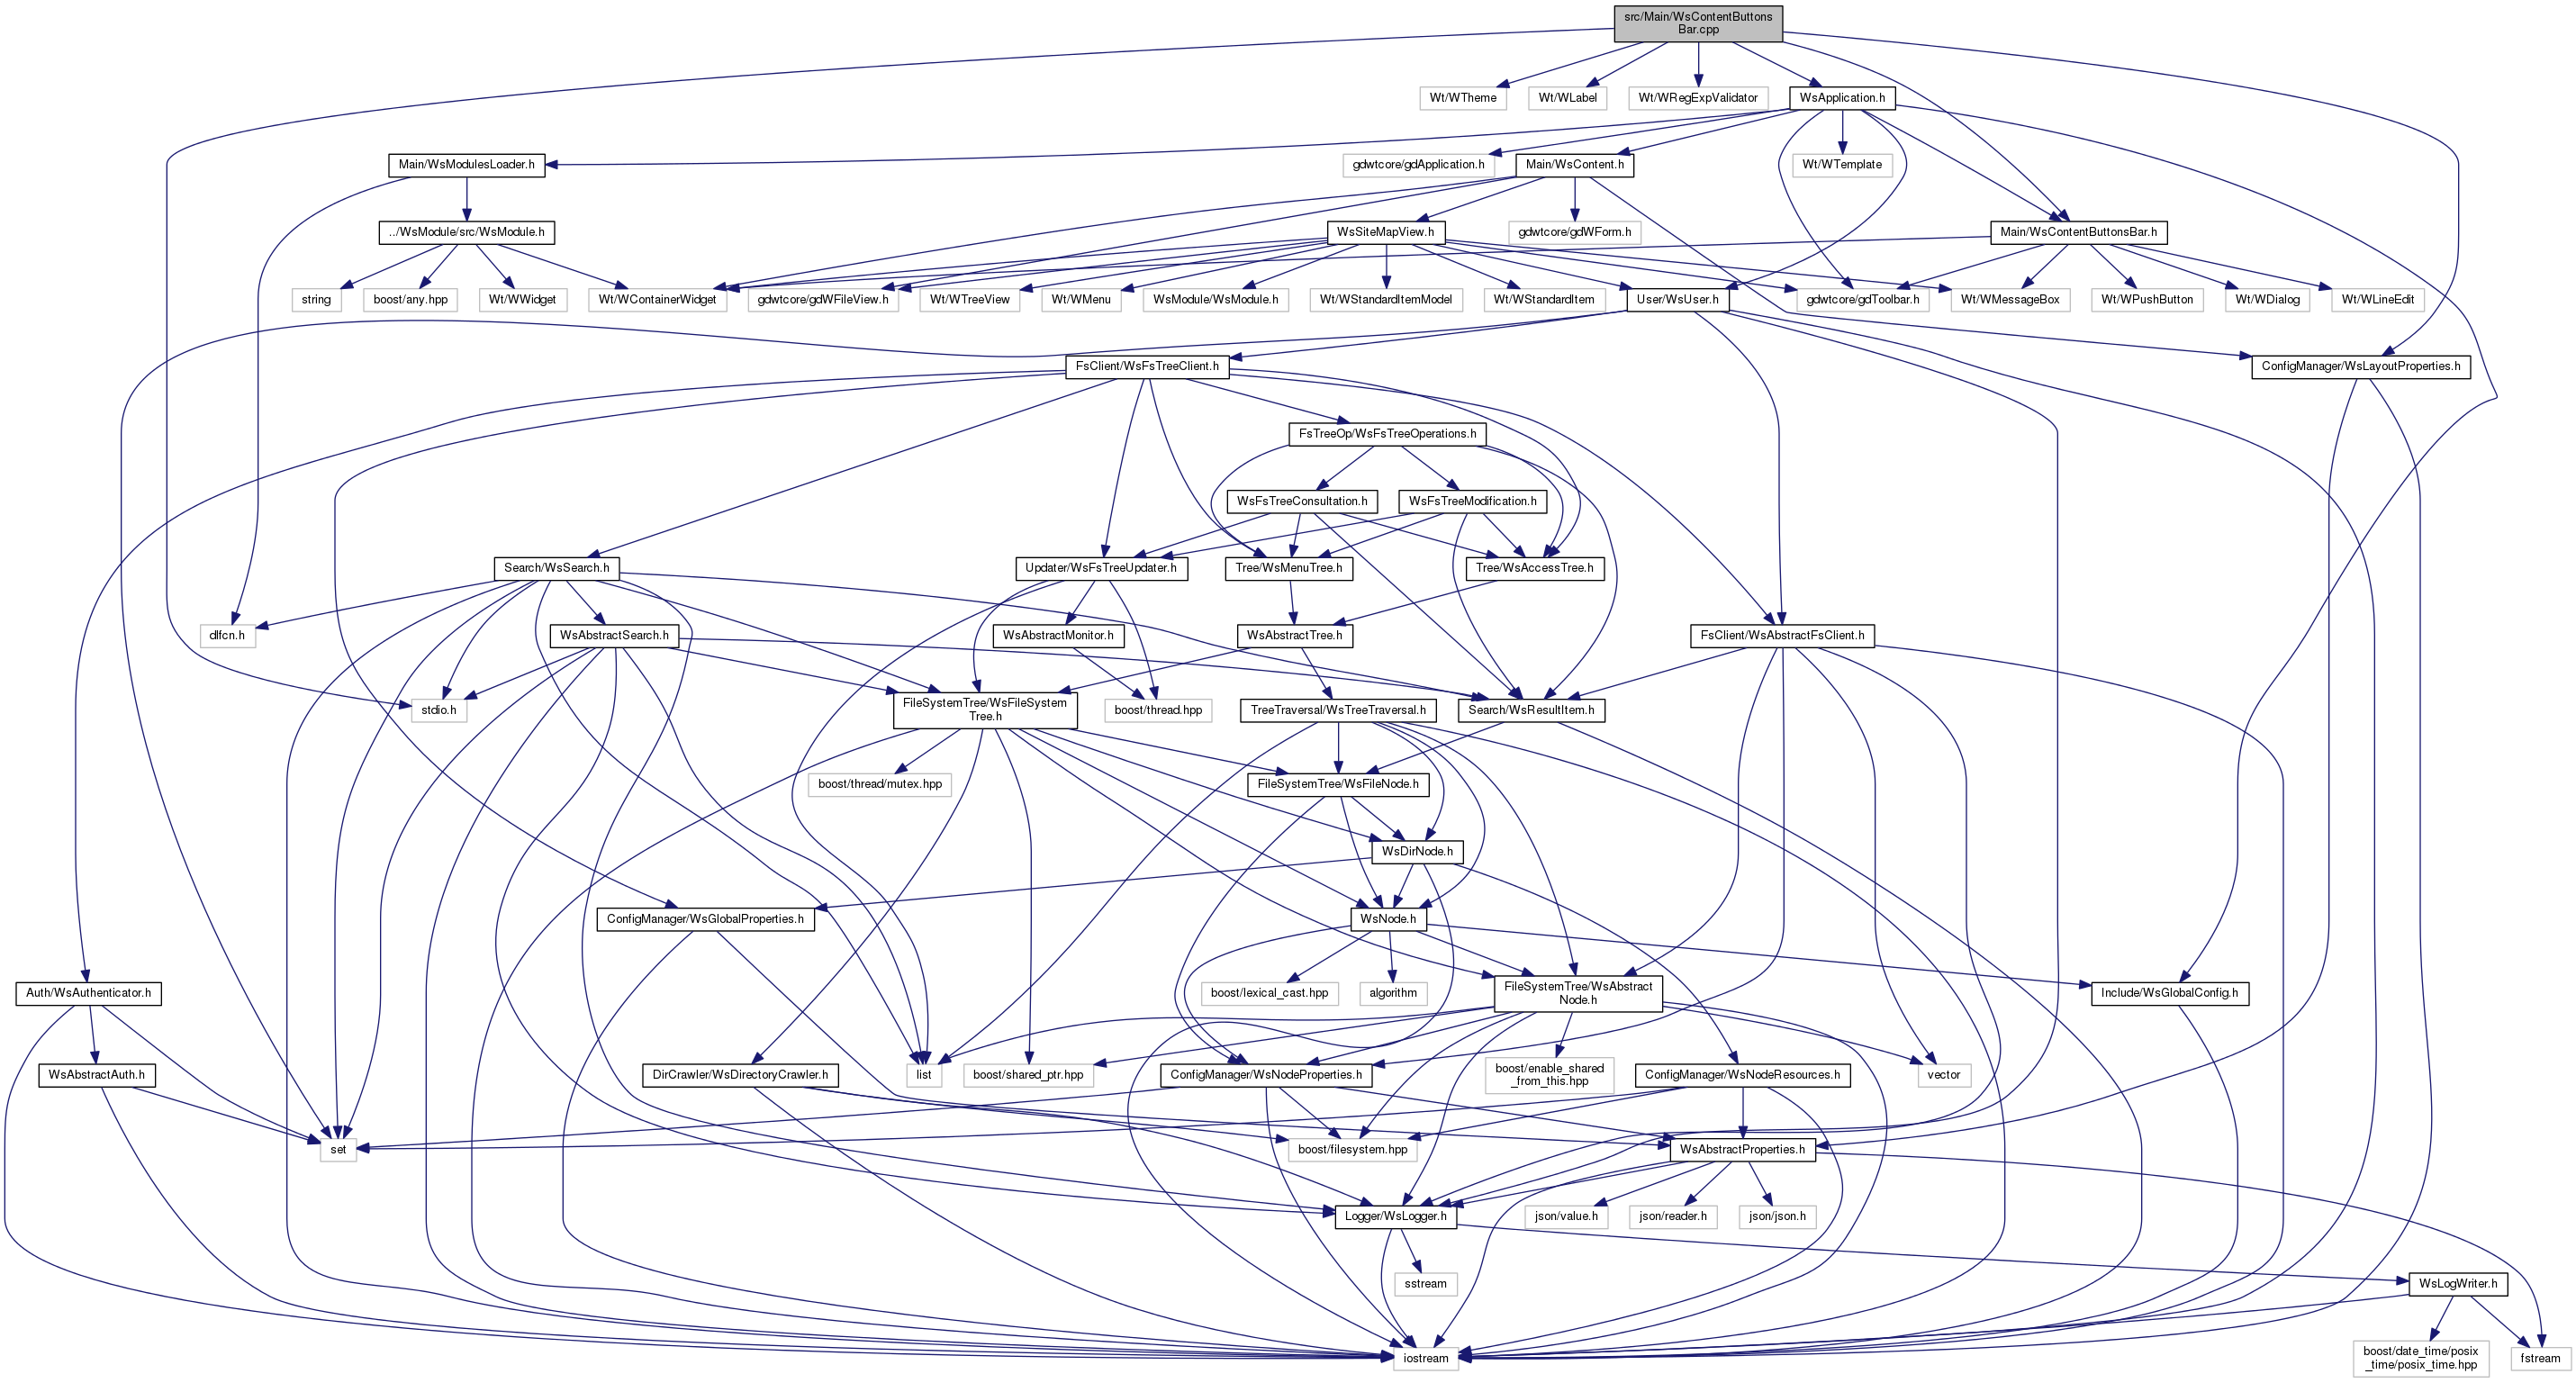 src/Main/WsContentButtons
Bar.cpp
Wt/WTheme
Wt/WLabel
Wt/WRegExpValidator
WsApplication.h
Main/WsModulesLoader.h
gdwtcore/gdApplication.h
Main/WsContent.h
Wt/WTemplate
../WsModule/src/WsModule.h
WsSiteMapView.h
gdwtcore/gdWForm.h
Main/WsContentButtonsBar.h
string
boost/any.hpp
Wt/WWidget
Wt/WContainerWidget
gdwtcore/gdWFileView.h
Wt/WTreeView
Wt/WMenu
WsModule/WsModule.h
Wt/WStandardItemModel
Wt/WStandardItem
User/WsUser.h
gdwtcore/gdToolbar.h
Wt/WMessageBox
Wt/WPushButton
Wt/WDialog
Wt/WLineEdit
FsClient/WsFsTreeClient.h
ConfigManager/WsLayoutProperties.h
FsTreeOp/WsFsTreeOperations.h
WsFsTreeConsultation.h
WsFsTreeModification.h
Search/WsSearch.h
Updater/WsFsTreeUpdater.h
Tree/WsMenuTree.h
Tree/WsAccessTree.h
dlfcn.h
WsAbstractSearch.h
WsAbstractMonitor.h
WsAbstractTree.h
FsClient/WsAbstractFsClient.h
stdio.h
FileSystemTree/WsFileSystem
Tree.h
boost/thread.hpp
TreeTraversal/WsTreeTraversal.h
Search/WsResultItem.h
boost/thread/mutex.hpp
FileSystemTree/WsFileNode.h
WsDirNode.h
ConfigManager/WsGlobalProperties.h
WsNode.h
Auth/WsAuthenticator.h
boost/lexical_cast.hpp
algorithm
FileSystemTree/WsAbstract
Node.h
Include/WsGlobalConfig.h
WsAbstractAuth.h
DirCrawler/WsDirectoryCrawler.h
list
boost/shared_ptr.hpp
ConfigManager/WsNodeProperties.h
boost/enable_shared
_from_this.hpp
ConfigManager/WsNodeResources.h
vector
set
boost/filesystem.hpp
WsAbstractProperties.h
Logger/WsLogger.h
json/value.h
json/reader.h
json/json.h
sstream
WsLogWriter.h
iostream
boost/date_time/posix
_time/posix_time.hpp
fstream